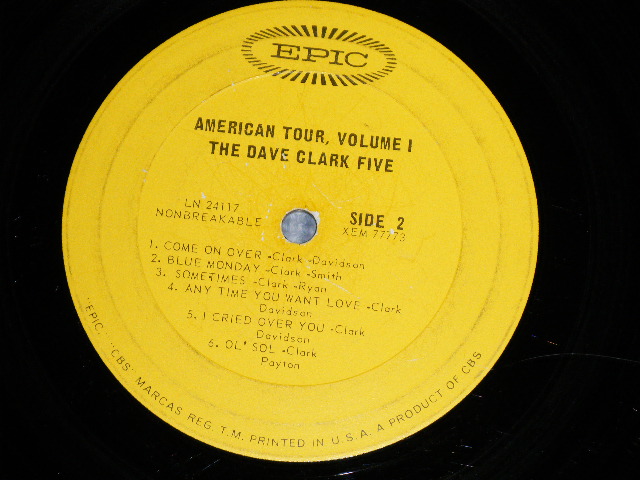 EPIC
AMERICAN TOUR, VOLUME I
THE DAVE CLARK FIVE
LN 24117
NONBREAKABLE
SIDE 2
XEM 77773
1. COME ON OVER -Clark -Davidson
2. BLUE MONDAY -Clark -Smith
3. SOMETIMES -Clark -Ryan
4. ANY TIME YOU WANT LOVE -Clark
Davidson
5. I CRIED OVER YOU -Clark
Davidson
6. OL' SOL -Clark
Payton
"EPIC," "CBS" MARCAS REG. T.M. PRINTED IN U.S.A. A PRODUCT OF CBS